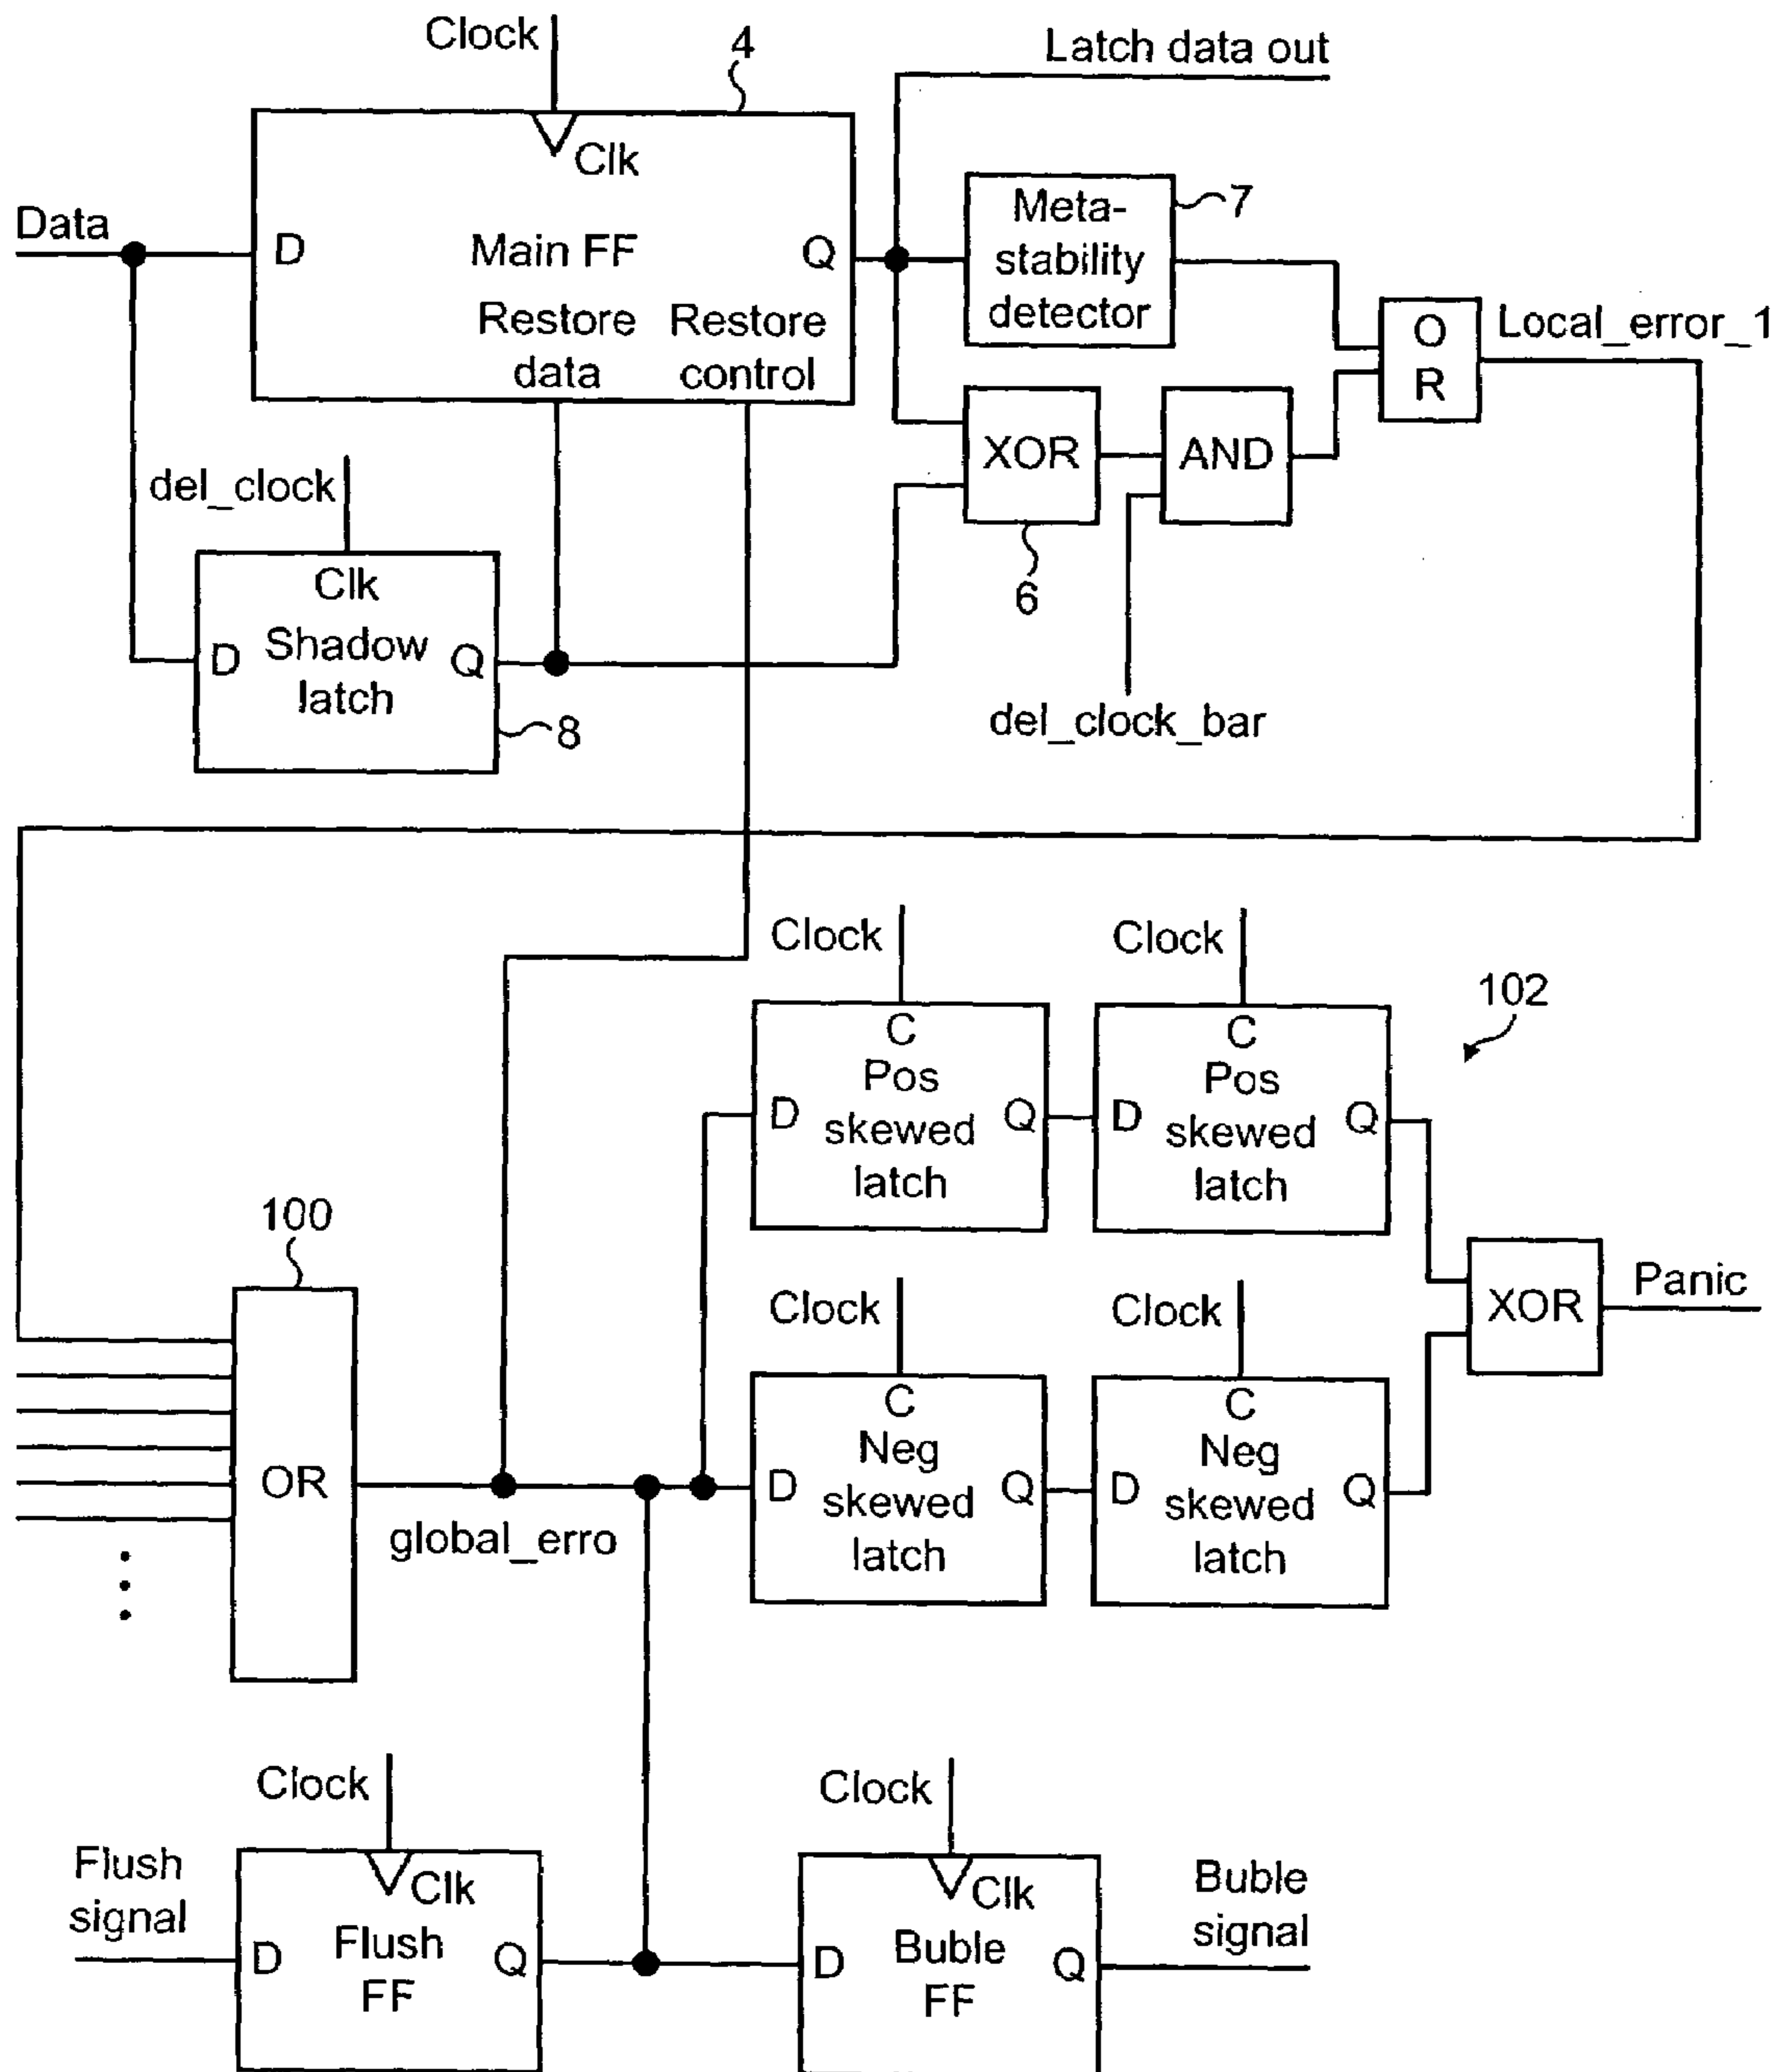 Clock
4
Latch data out
Clk
Data
D
Main FF
Q
Restore
data
Restore
control
Meta-
stability
detector
7
O
R
Local_error_1
XOR
AND
6
del_clock
Clk
D
Shadow
latch
Q
8
del_clock_bar
Clock
Clock
102
C
Pos
skewed
latch
D
Q
C
Pos
skewed
latch
D
Q
100
Clock
Clock
XOR
Panic
C
Neg
skewed
latch
D
Q
C
Neg
skewed
latch
D
Q
OR
global_erro
Clock
Clock
Flush
signal
Clk
D
Flush
FF
Q
Clk
D
Buble
FF
Q
Buble
signal